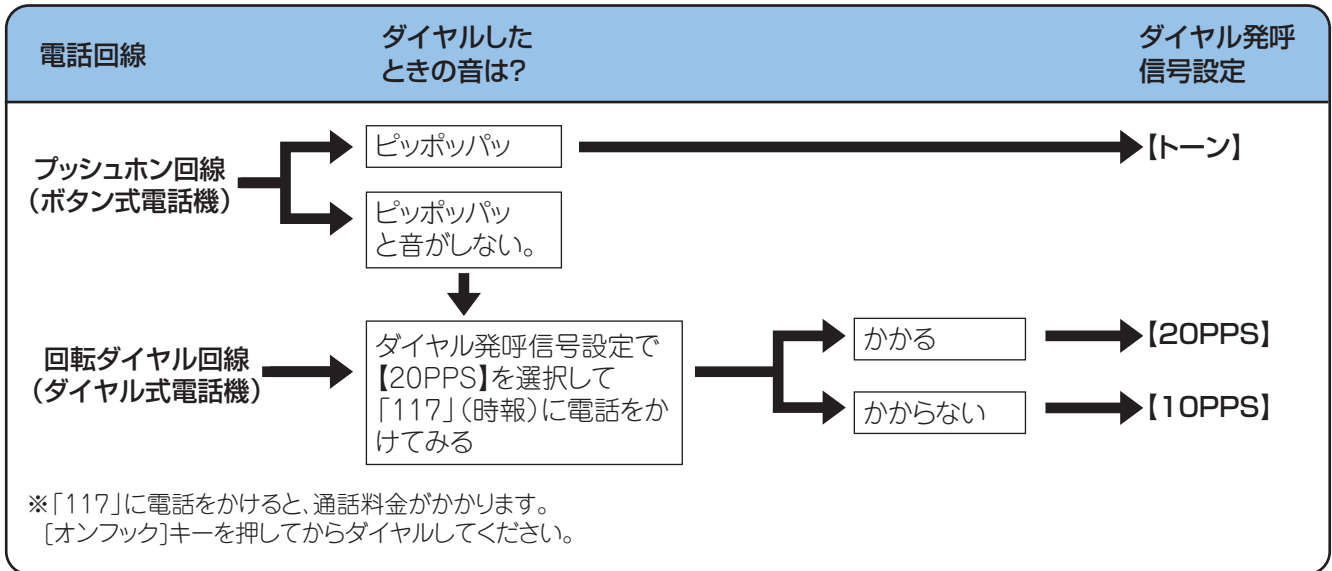 電話回線
ダイヤルした
ときの音は?
ダイヤル発呼
信号設定
プッシュホン回線
（ボタン式電話機）
ピッポッパッ
【トーン】
ピッポッパッ
と音がしない。
回転ダイヤル回線
（ダイヤル式電話機）
ダイヤル発呼信号設定で
【20PPS】を選択して
「117」（時報）に電話をか
けてみる
かかる
【20PPS】
かからない
【10PPS】
※「117」に電話をかけると、通話料金がかかります。
［オンフック］キーを押してからダイヤルしてください。